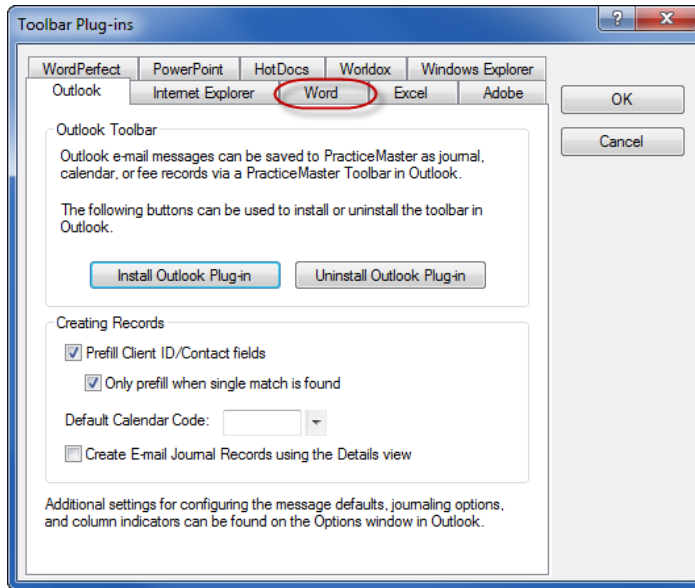 Toolbar Plug-ins
WordPerfect PowerPoint HotDocs Worldox Windows Explorer
Outlook Internet Explorer Word Excel Adobe
OK
Cancel
Outlook Toolbar
Outlook e-mail messages can be saved to PracticeMaster as journal,
calendar, or fee records via a PracticeMaster Toolbar in Outlook.
The following buttons can be used to install or uninstall the toolbar in
Outlook.
Install Outlook Plug-in Uninstall Outlook Plug-in
Creating Records
Prefill Client ID/Contact fields
Only prefill when single match is found
Default Calendar Code:
Create E-mail Journal Records using the Details view
Additional settings for configuring the message defaults, journaling options,
and column indicators can be found on the Options window in Outlook.